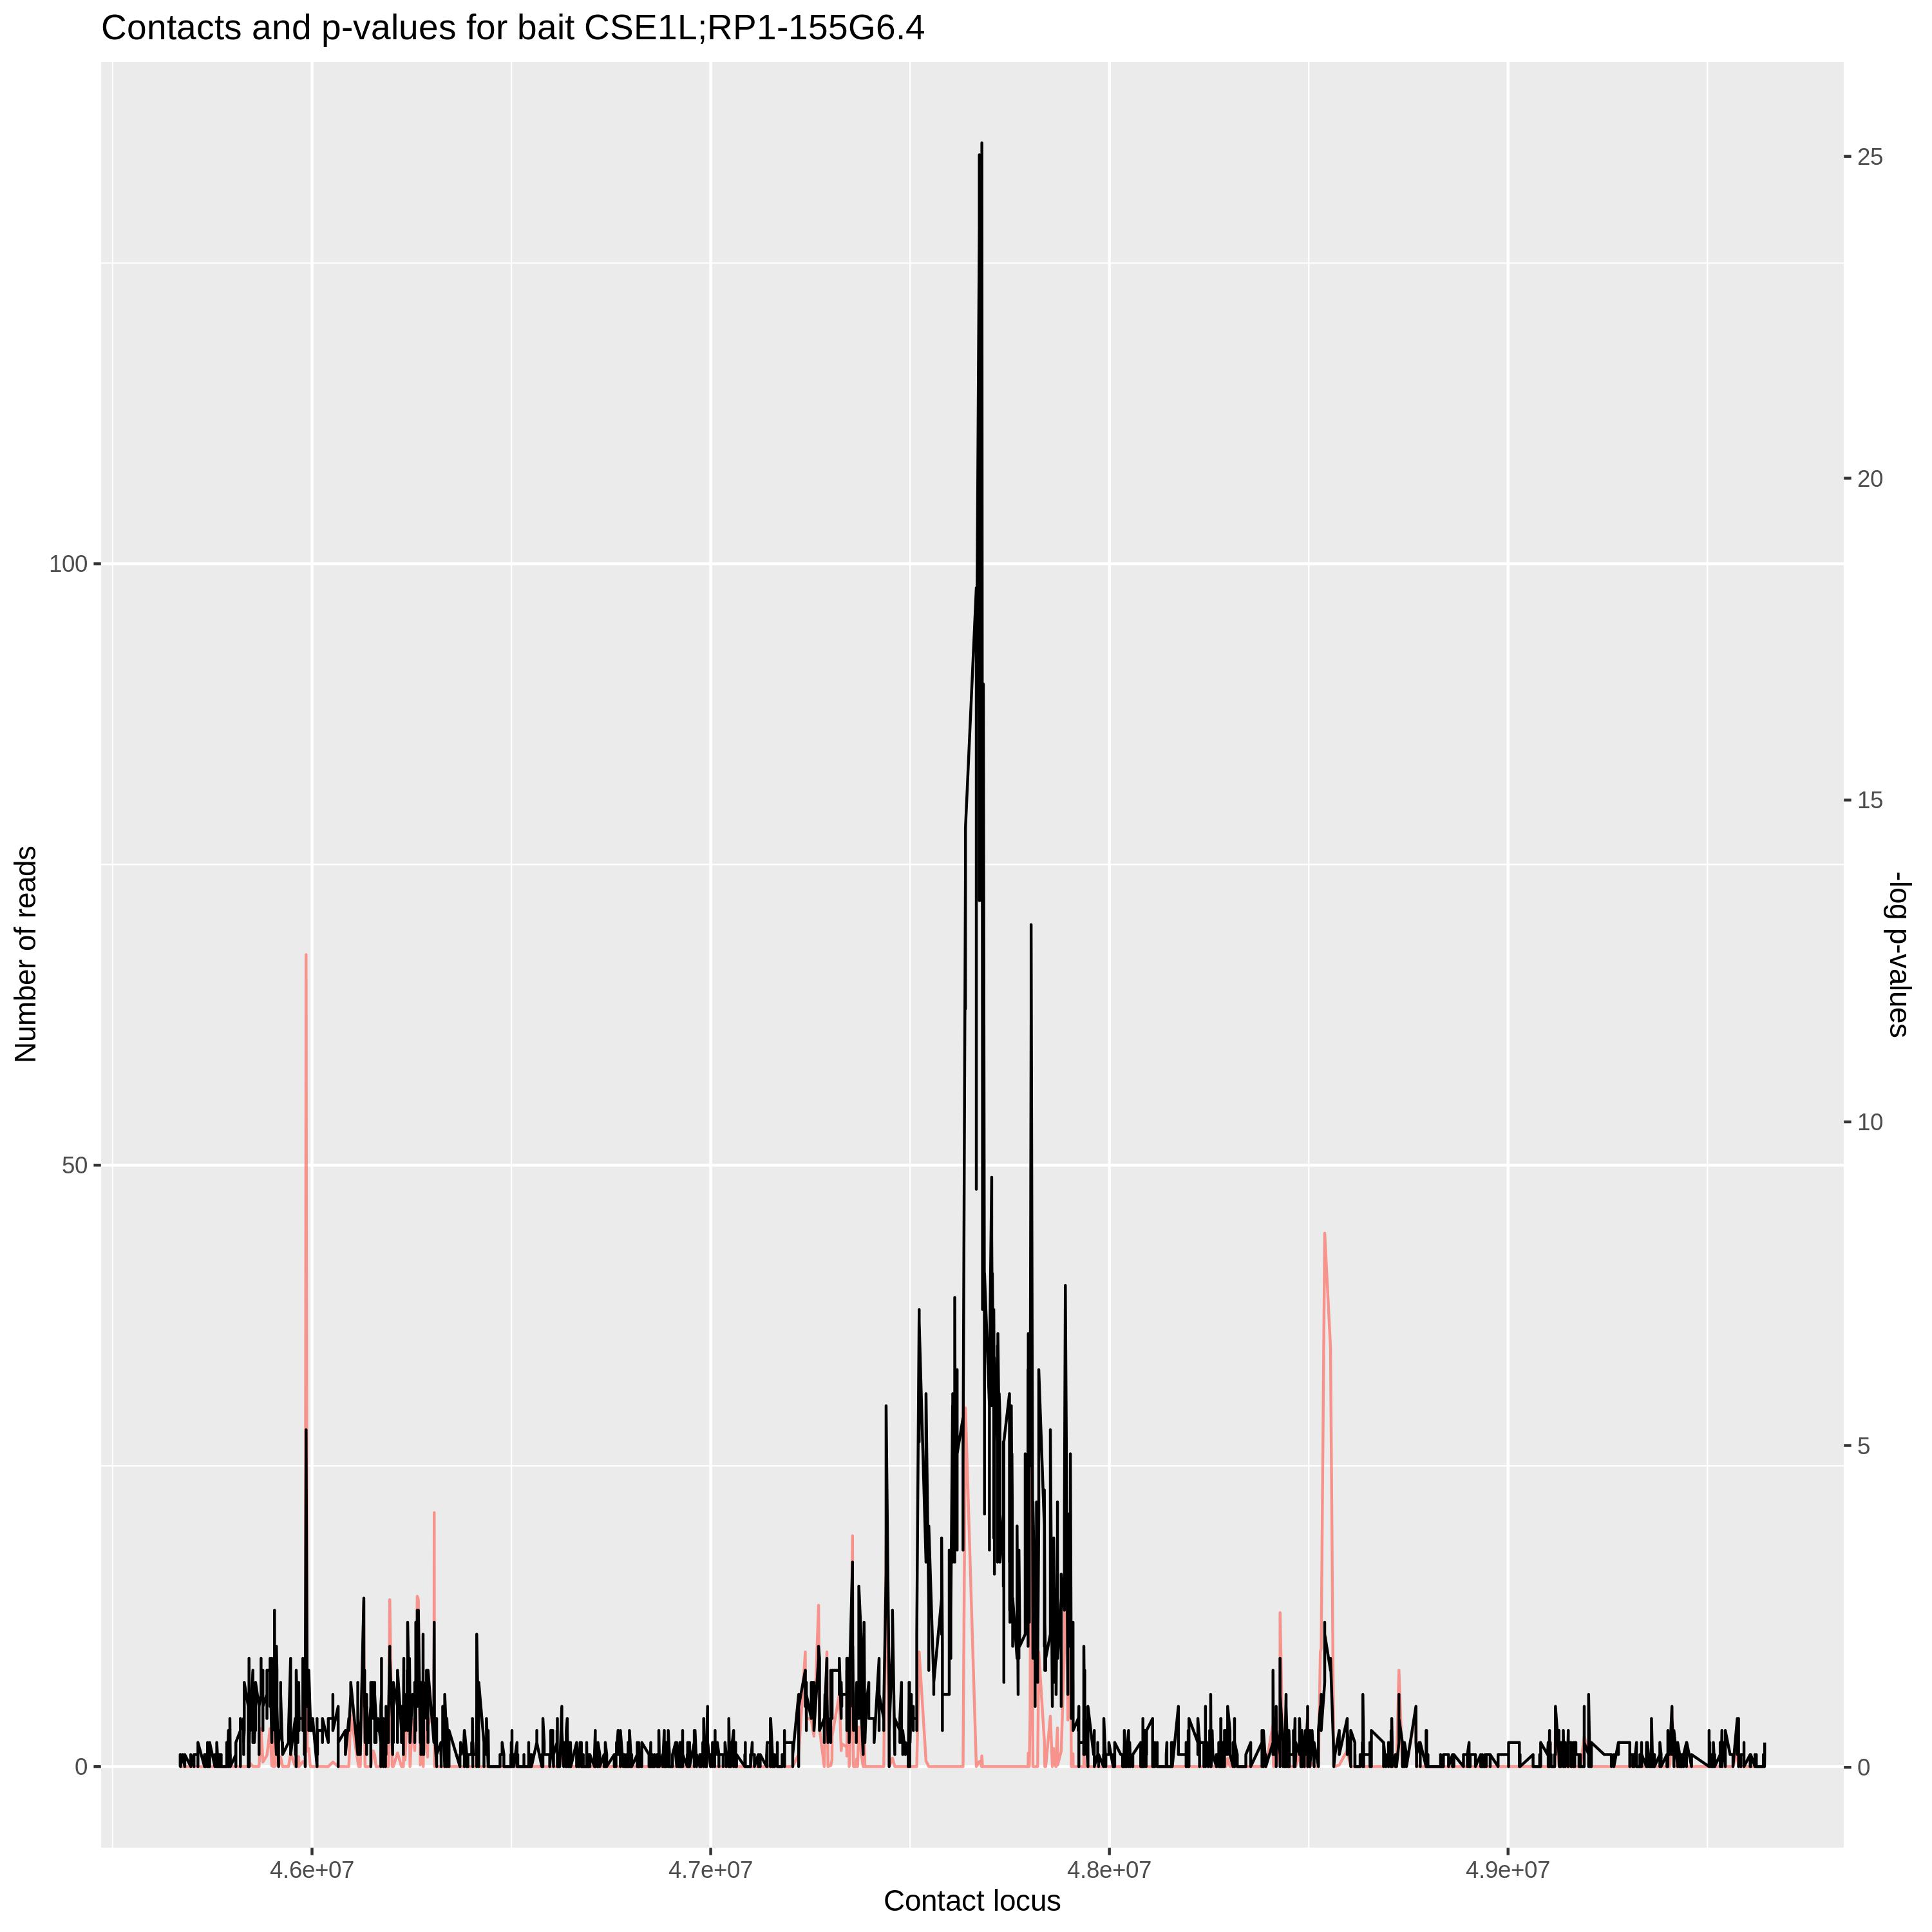 Contacts and p-values for bait CSE1L;RP1-155G6.4
Number of reads
100
50
0
25
20
15
10
5
0
-log p-values
4.6e+07
4.7e+07
4.8e+07
4.9e+07
Contact locus